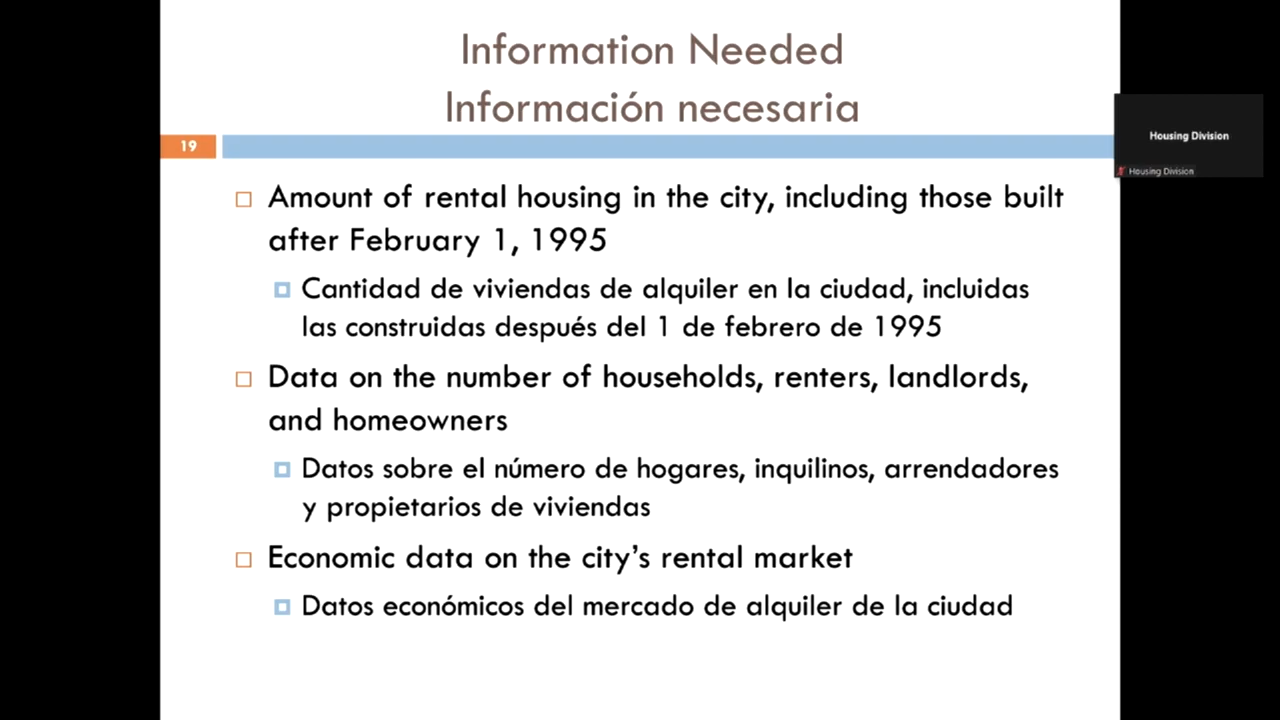 Information Needed
Información necesaria
19
Housing Division
Housing Division
Amount of rental housing in the city, including those built
after February 1, 1995
Cantidad de viviendas de alquiler en la ciudad, incluidas
las construidas después del 1 de febrero de 1995
Data on the number of households, renters, landlords,
and homeowners
Datos sobre el número de hogares, inquilinos, arrendadores
y propietarios de viviendas
Economic data on the city's rental market
Datos económicos del mercado de alquiler de la ciudad